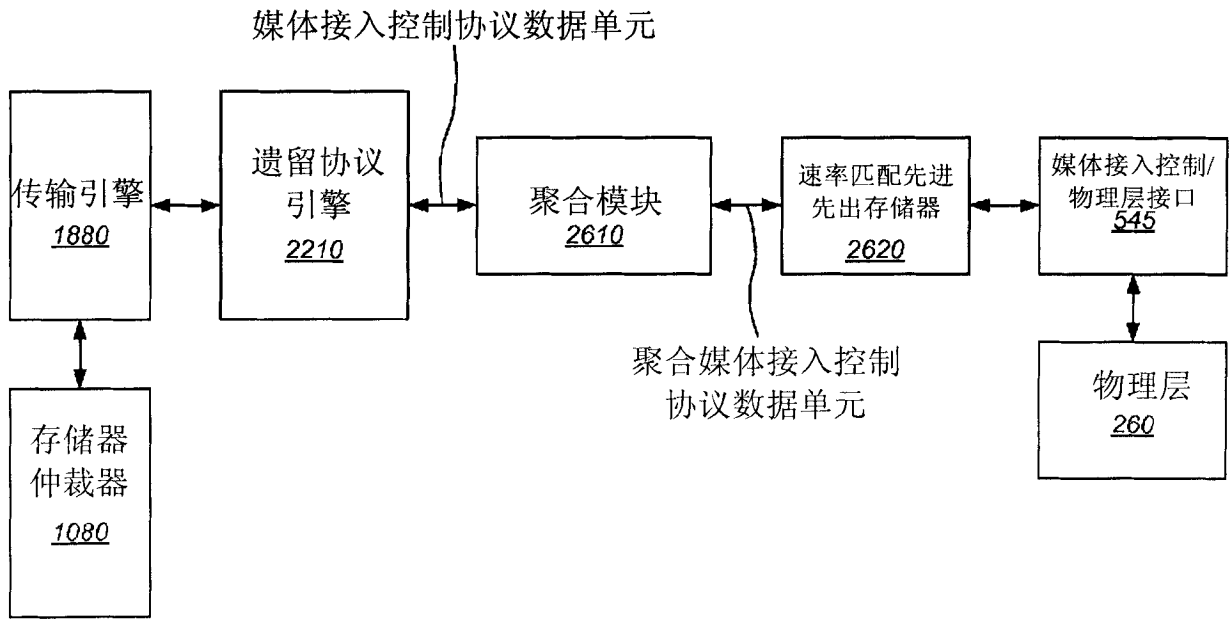 媒体接入控制协议数据单元
传输引擎
1880
遗留协议
引擎
2210
聚合模块
2610
速率匹配先进
先出存储器
2620
媒体接入控制/
物理层接口
545
聚合媒体接入控制
协议数据单元
物理层
260
存储器
仲裁器
1080